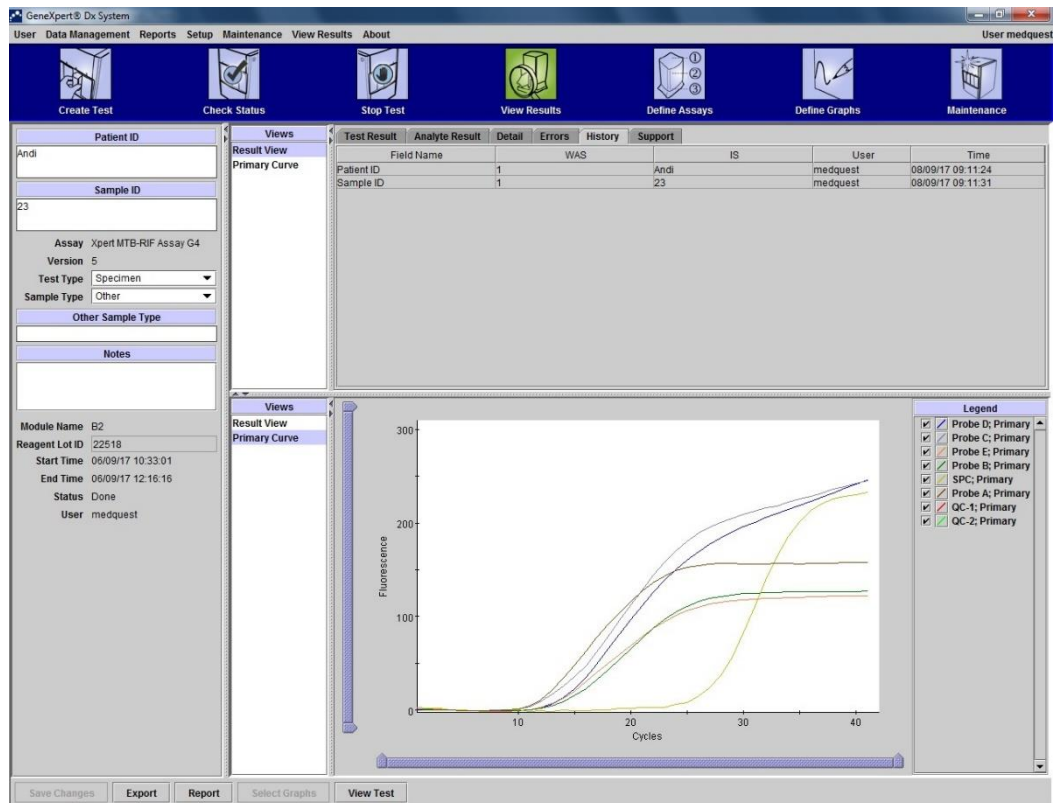 GeneXpert® Dx System
User Data Management Reports Setup Maintenance View Results About User medquest
Create Test Check Status Stop Test View Results Define Assays Define Graphs Maintenance
Patient ID
Andi
Sample ID
23
Assay Xpert MTB-RIF Assay G4
Version 5
Test Type Specimen
Sample Type Other
Other Sample Type
Notes
Module Name B2
Reagent Lot ID 22518
Start Time 06/09/17 10:33:01
End Time 06/09/17 12:16:16
Status Done
User medquest
Views
Result View
Primary Curve
Test Result Analyte Result Detail Errors History Support
Field Name WAS IS User Time
Patient ID 1 Andi medquest 08/09/17 09:11:24
Sample ID 1 23 medquest 08/09/17 09:11:31
Views
Result View
Primary Curve
300
200
100
0
Fluorescence
10 20 30 40
Cycles
Legend
Probe D; Primary
Probe C; Primary
Probe E; Primary
Probe B; Primary
SPC; Primary
Probe A; Primary
QC-1; Primary
QC-2; Primary
Save Changes Export Report Select Graphs View Test